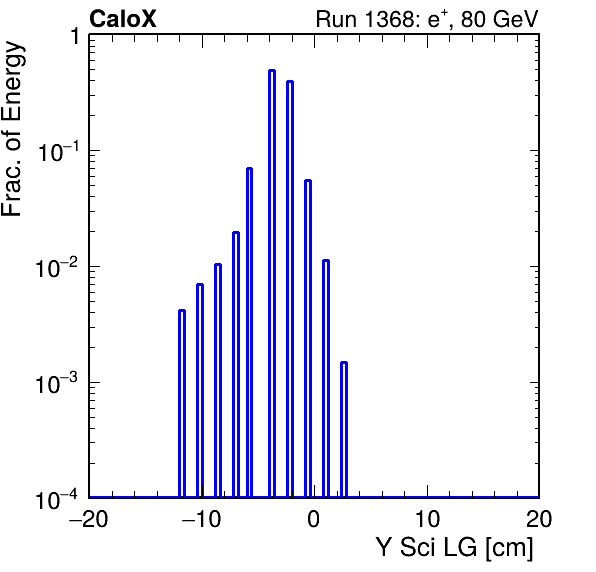 CaloX Run 1368: e⁺, 80 GeV
Frac. of Energy
1
10⁻¹
10⁻²
10⁻³
10⁻⁴
−20 −10 0 10 20
Y Sci LG [cm]